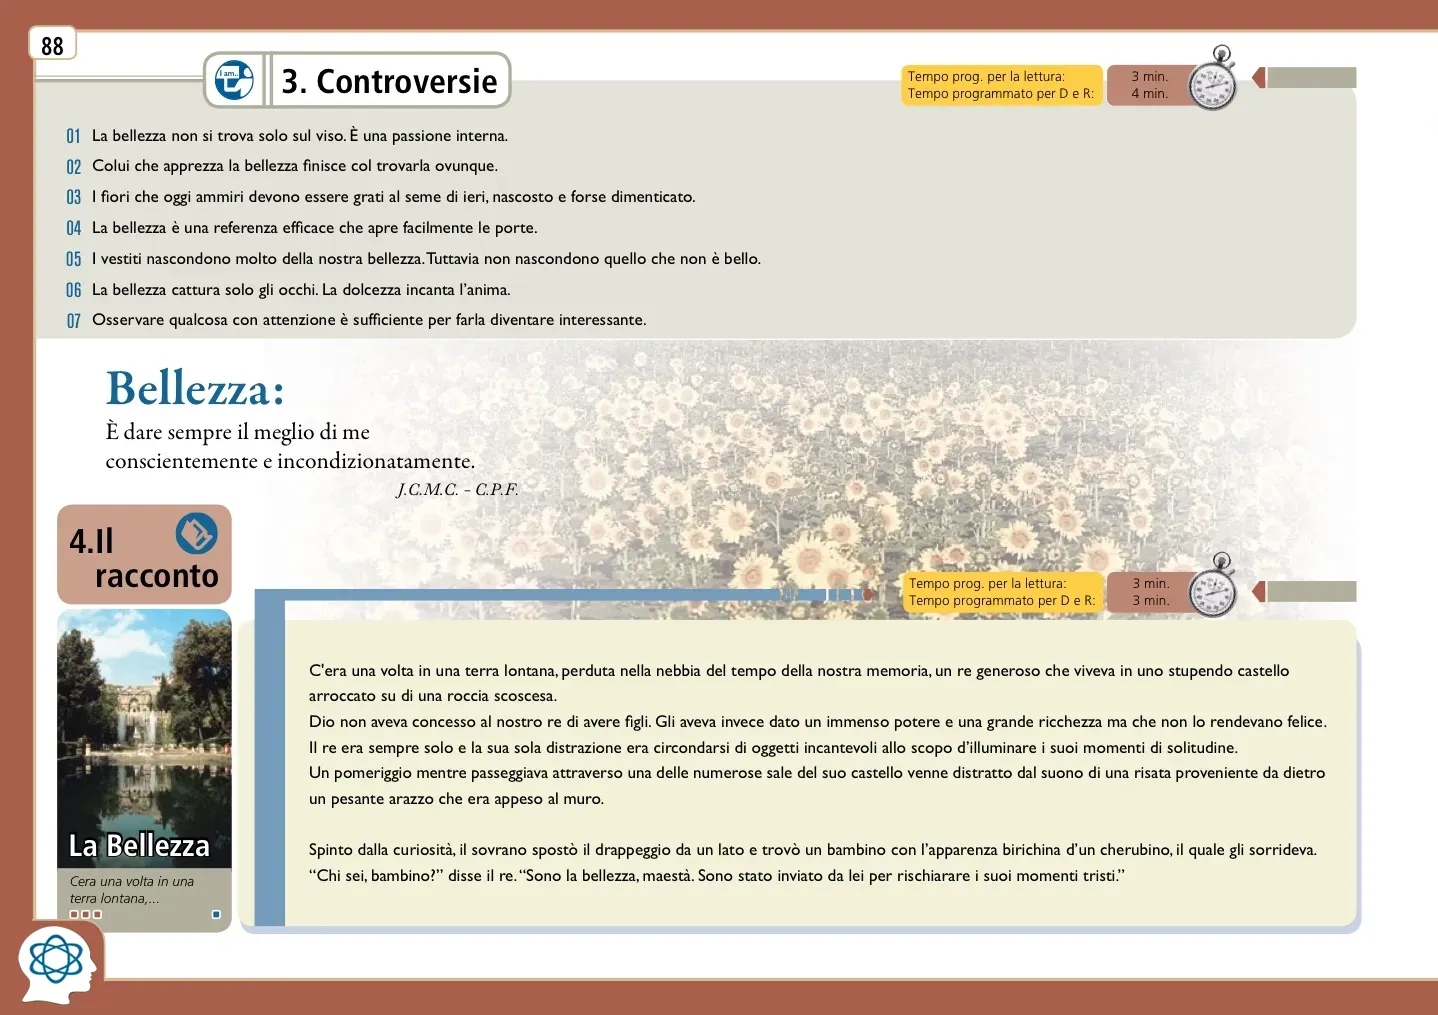 88
I am...
3. Controversie
Tempo prog. per la lettura: 3 min.
Tempo programmato per D e R: 4 min.
01 La bellezza non si trova solo sul viso. È una passione interna.
02 Colui che apprezza la bellezza finisce col trovarla ovunque.
03 I fiori che oggi ammiri devono essere grati al seme di ieri, nascosto e forse dimenticato.
04 La bellezza è una referenza efficace che apre facilmente le porte.
05 I vestiti nascondono molto della nostra bellezza. Tuttavia non nascondono quello che non è bello.
06 La bellezza cattura solo gli occhi. La dolcezza incanta l'anima.
07 Osservare qualcosa con attenzione è sufficiente per farla diventare interessante.
Bellezza:
È dare sempre il meglio di me
conscientemente e incondizionatamente.
J.C.M.C. - C.P.F.
4.Il
racconto
Tempo prog. per la lettura: 3 min.
Tempo programmato per D e R: 3 min.
La Bellezza
Cera una volta in una
terra lontana,...
C'era una volta in una terra lontana, perduta nella nebbia del tempo della nostra memoria, un re generoso che viveva in uno stupendo castello
arroccato su di una roccia scoscesa.
Dio non aveva concesso al nostro re di avere figli. Gli aveva invece dato un immenso potere e una grande ricchezza ma che non lo rendevano felice.
Il re era sempre solo e la sua sola distrazione era circondarsi di oggetti incantevoli allo scopo d'illuminare i suoi momenti di solitudine.
Un pomeriggio mentre passeggiava attraverso una delle numerose sale del suo castello venne distratto dal suono di una risata proveniente da dietro
un pesante arazzo che era appeso al muro.
Spinto dalla curiosità, il sovrano spostò il drappeggio da un lato e trovò un bambino con l'apparenza birichina d'un cherubino, il quale gli sorrideva.
“Chi sei, bambino?” disse il re. “Sono la bellezza, maestà. Sono stato inviato da lei per rischiarare i suoi momenti tristi.”